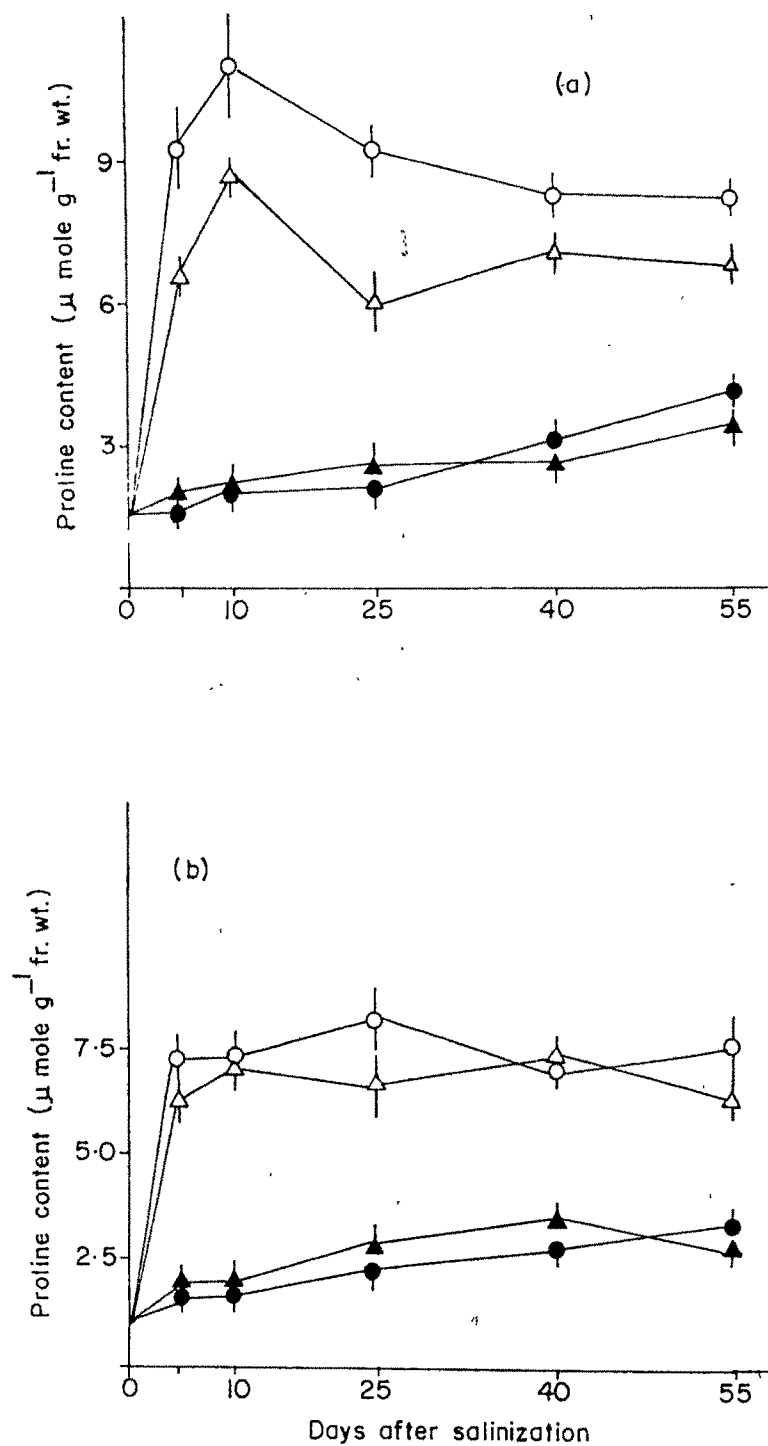 (a)
Proline content (μ mole g⁻¹ fr. wt.)
9
6
3
0 10 25 40 55
(b)
Proline content (μ mole g⁻¹ fr. wt.)
7·5
5·0
2·5
0 10 25 40 55
Days after salinization